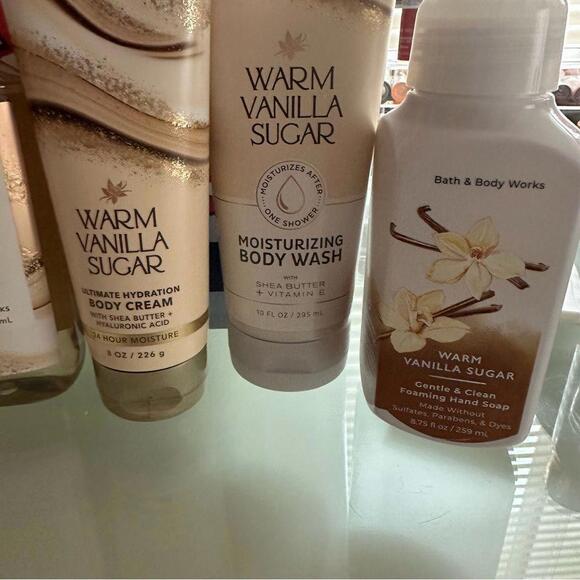 WARM
VANILLA
SUGAR
ULTIMATE HYDRATION
BODY CREAM
WITH SHEA BUTTER +
HYALURONIC ACID
24 HOUR MOISTURE
8 OZ / 226 g
WARM
VANILLA
SUGAR
MOISTURIZES AFTER
ONE SHOWER
MOISTURIZING
BODY WASH
WITH
SHEA BUTTER
+ VITAMIN E
10 FL OZ / 295 mL
Bath & Body Works
WARM
VANILLA SUGAR
Gentle & Clean
Foaming Hand Soap
Made Without
Sulfates, Parabens, & Dyes
8.75 fl oz / 259 mL